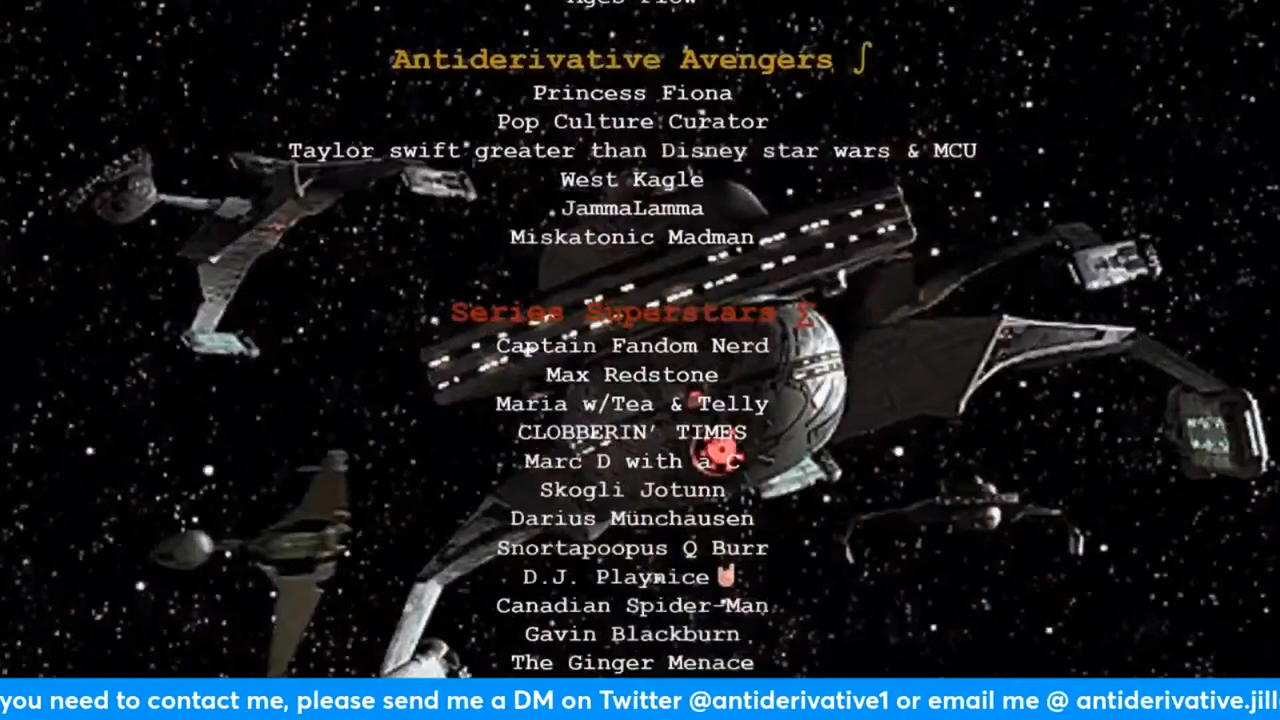 Ages Flow
Antiderivative Avengers ∫
Princess Fiona
Pop Culture Curator
Taylor swift greater than Disney star wars & MCU
West Kagle
JammaLamma
Miskatonic Madman
Series Superstars ∑
Captain Fandom Nerd
Max Redstone
Maria w/Tea & Telly
CLOBBERIN’ TIMES
Marc D with a C
Skogli Jotunn
Darius Münchausen
Snortapoopus Q Burr
D.J. Playnice🤘
Canadian Spider-Man
Gavin Blackburn
The Ginger Menace
you need to contact me, please send me a DM on Twitter @antiderivative1 or email me @ antiderivative.jill